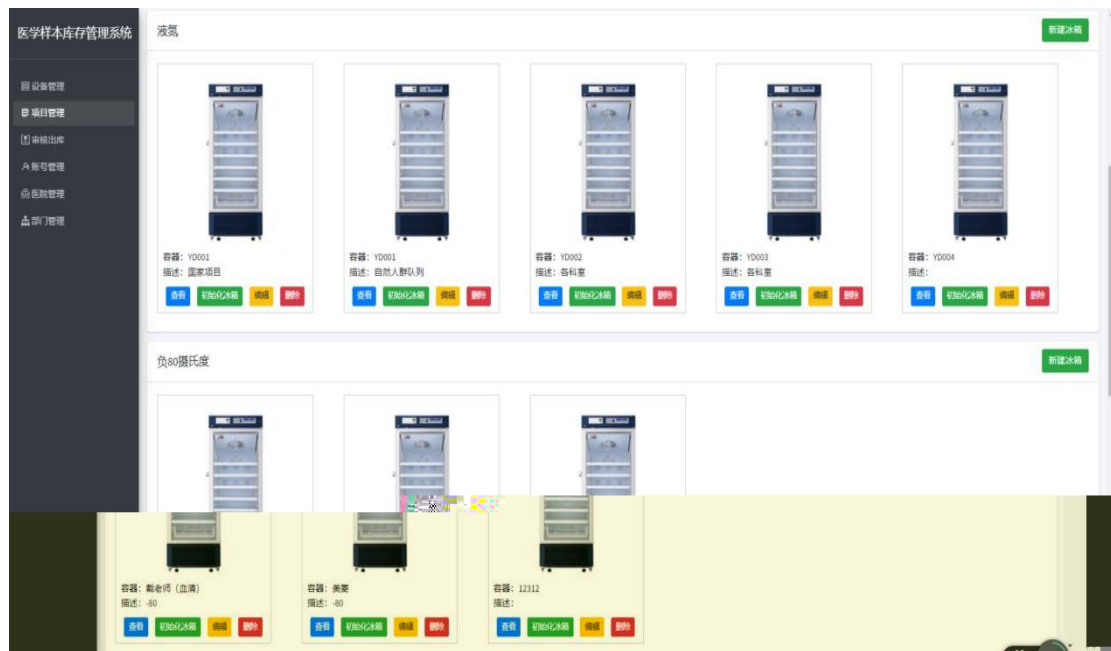 医学样本库存管理系统
设备管理
项目管理
审核出库
账号管理
医院管理
部门管理
液氮
新建冰箱
容器：YD001
描述：国家项目
查看 初始化冰箱 编辑 删除
容器：YD001
描述：自然人群队列
查看 初始化冰箱 编辑 删除
容器：YD002
描述：各科室
查看 初始化冰箱 编辑 删除
容器：YD003
描述：各科室
查看 初始化冰箱 编辑 删除
容器：YD004
描述：
查看 初始化冰箱 编辑 删除
负80摄氏度
新建冰箱
容器：戴老师（血清）
描述：-80
查看 初始化冰箱 编辑 删除
容器：美菱
描述：-80
查看 初始化冰箱 编辑 删除
容器：12312
描述：
查看 初始化冰箱 编辑 删除